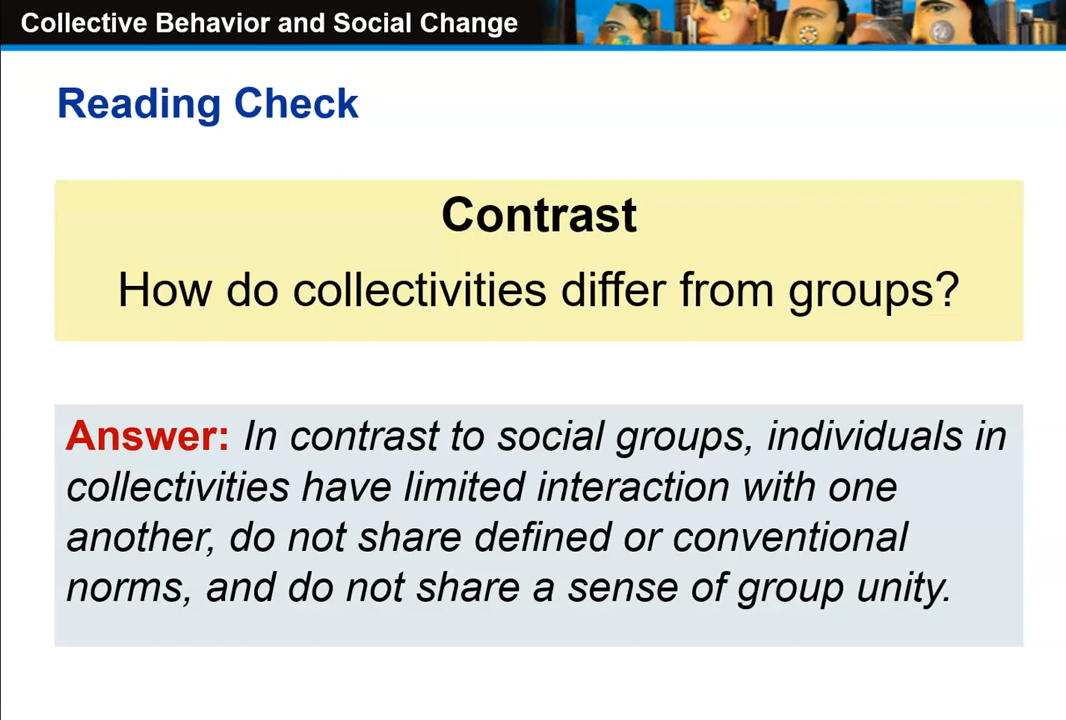 Collective Behavior and Social Change
Reading Check
Contrast
How do collectivities differ from groups?
Answer: In contrast to social groups, individuals in
collectivities have limited interaction with one
another, do not share defined or conventional
norms, and do not share a sense of group unity.